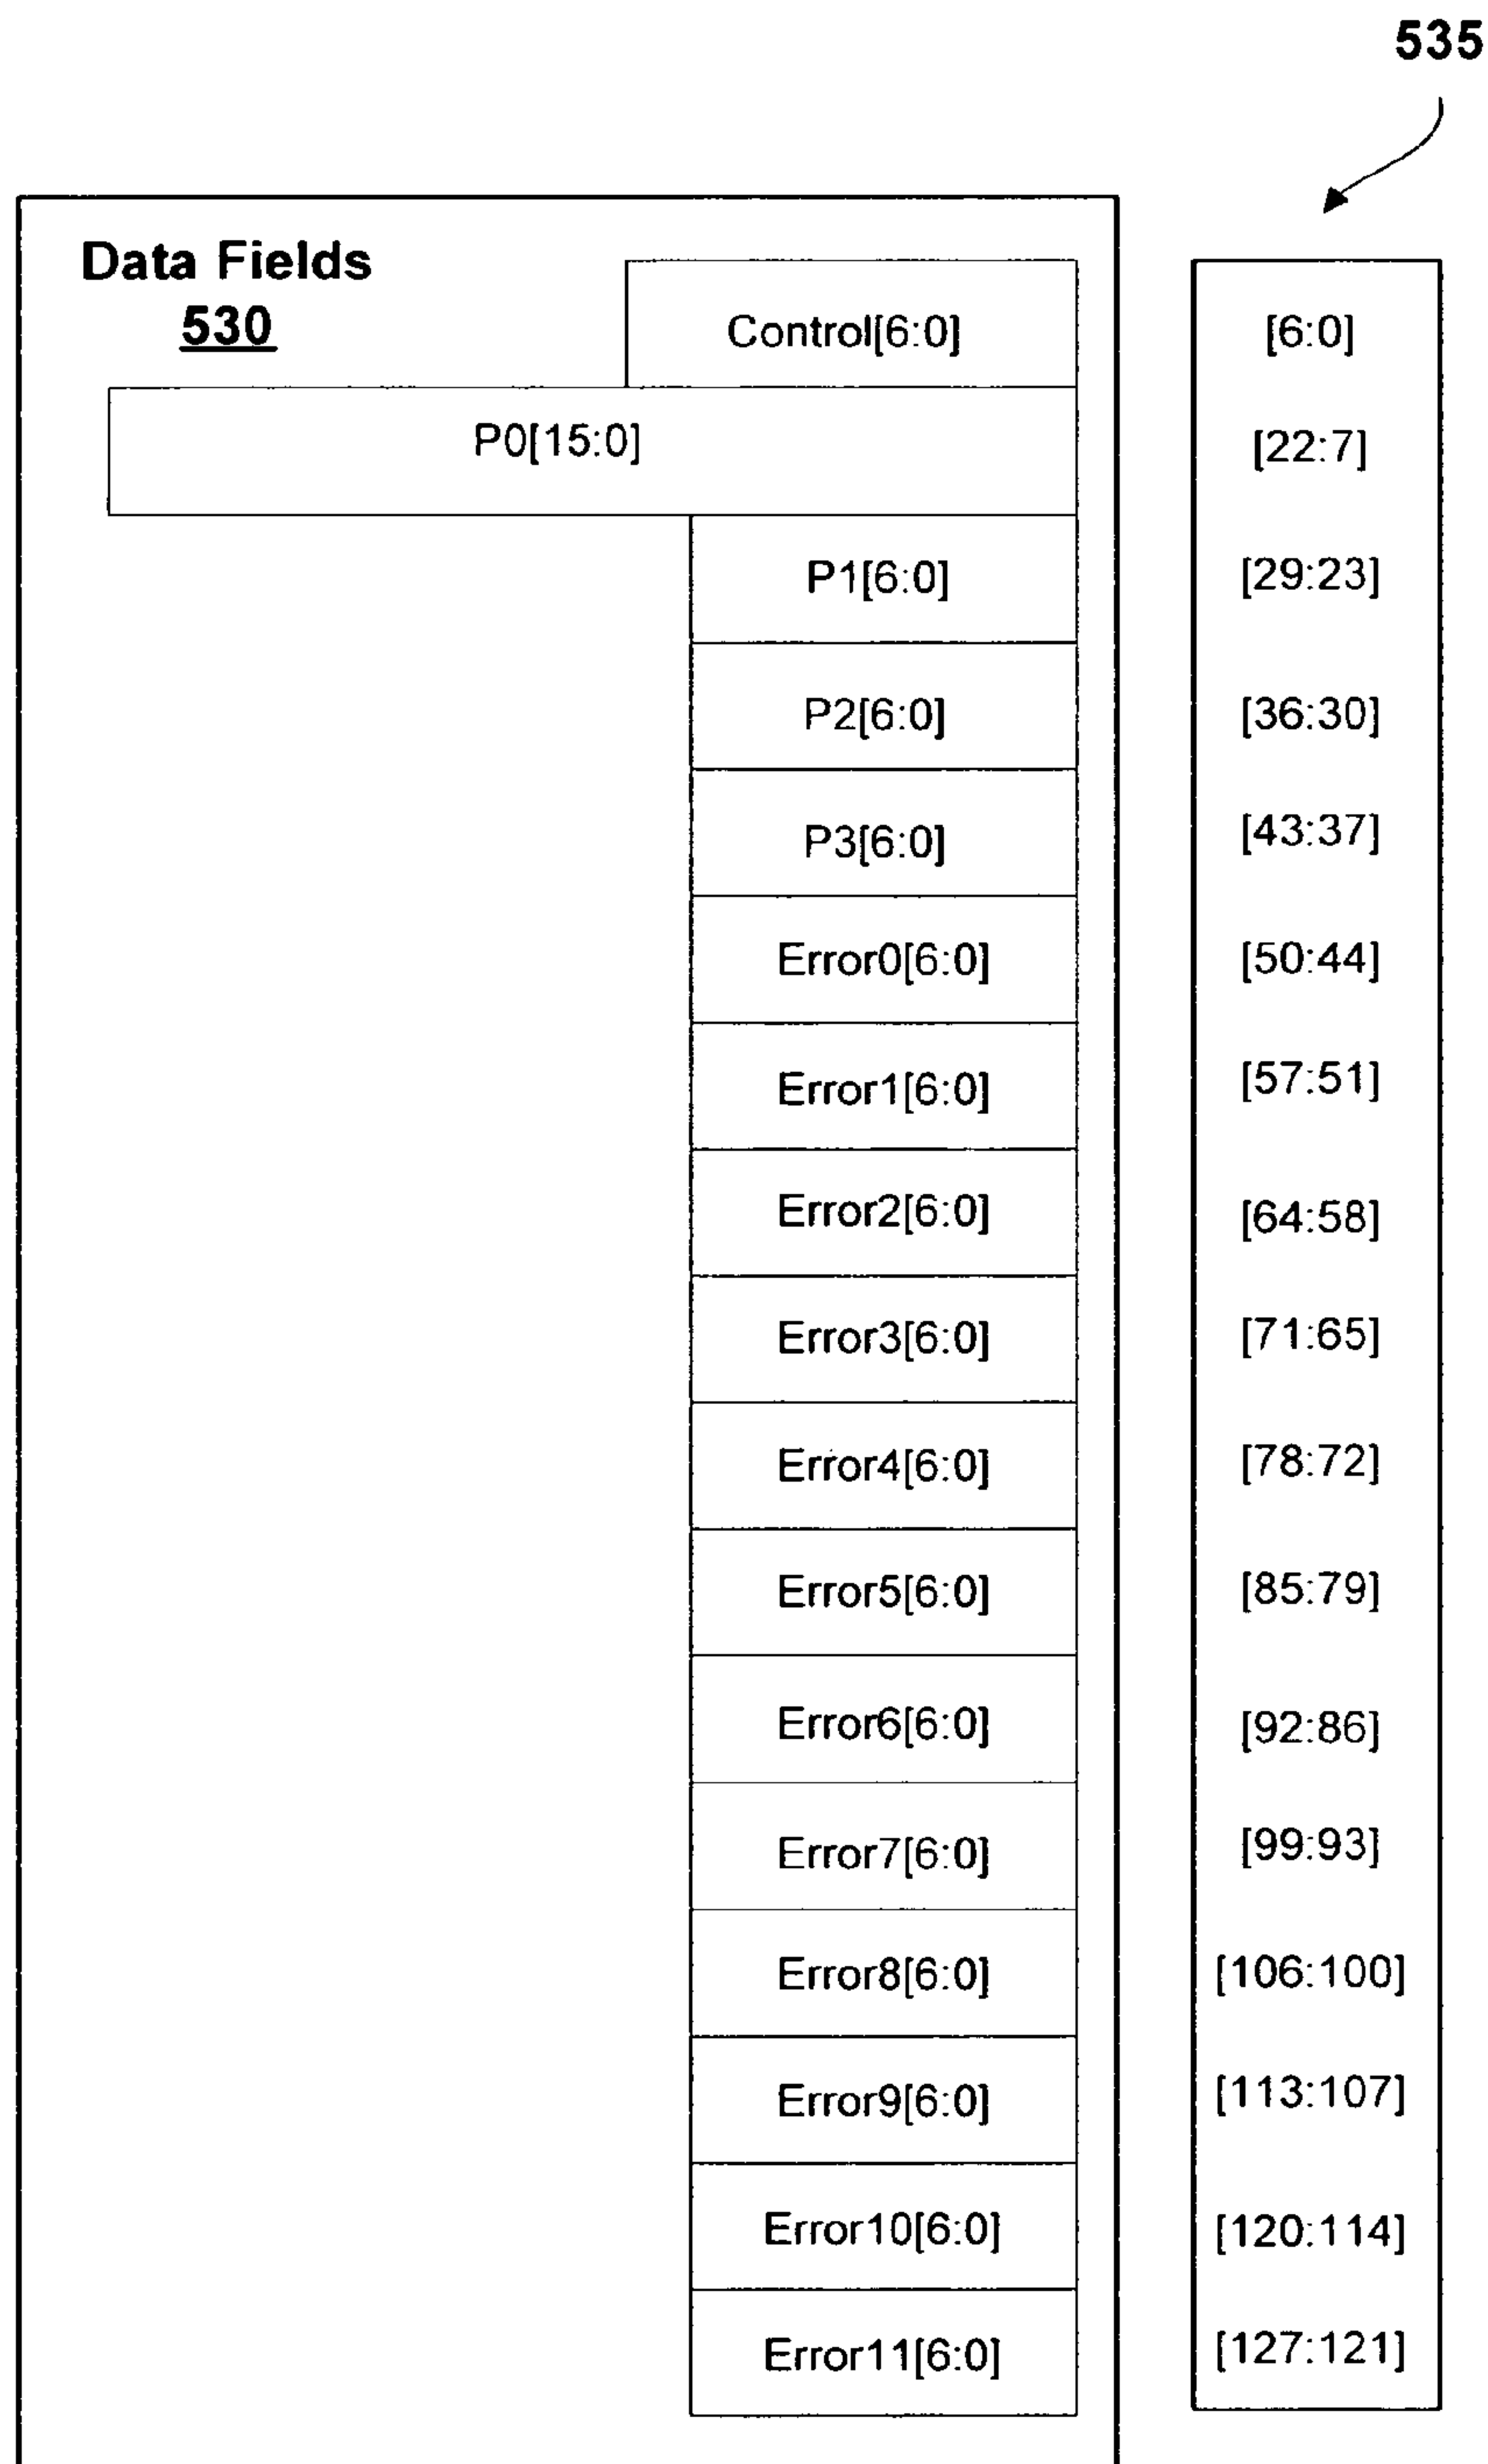 535
Data Fields
530
Control[6:0] [6:0]
P0[15:0] [22:7]
P1[6:0] [29:23]
P2[6:0] [36:30]
P3[6:0] [43:37]
Error0[6:0] [50:44]
Error1[6:0] [57:51]
Error2[6:0] [64:58]
Error3[6:0] [71:65]
Error4[6:0] [78:72]
Error5[6:0] [85:79]
Error6[6:0] [92:86]
Error7[6:0] [99:93]
Error8[6:0] [106:100]
Error9[6:0] [113:107]
Error10[6:0] [120:114]
Error11[6:0] [127:121]